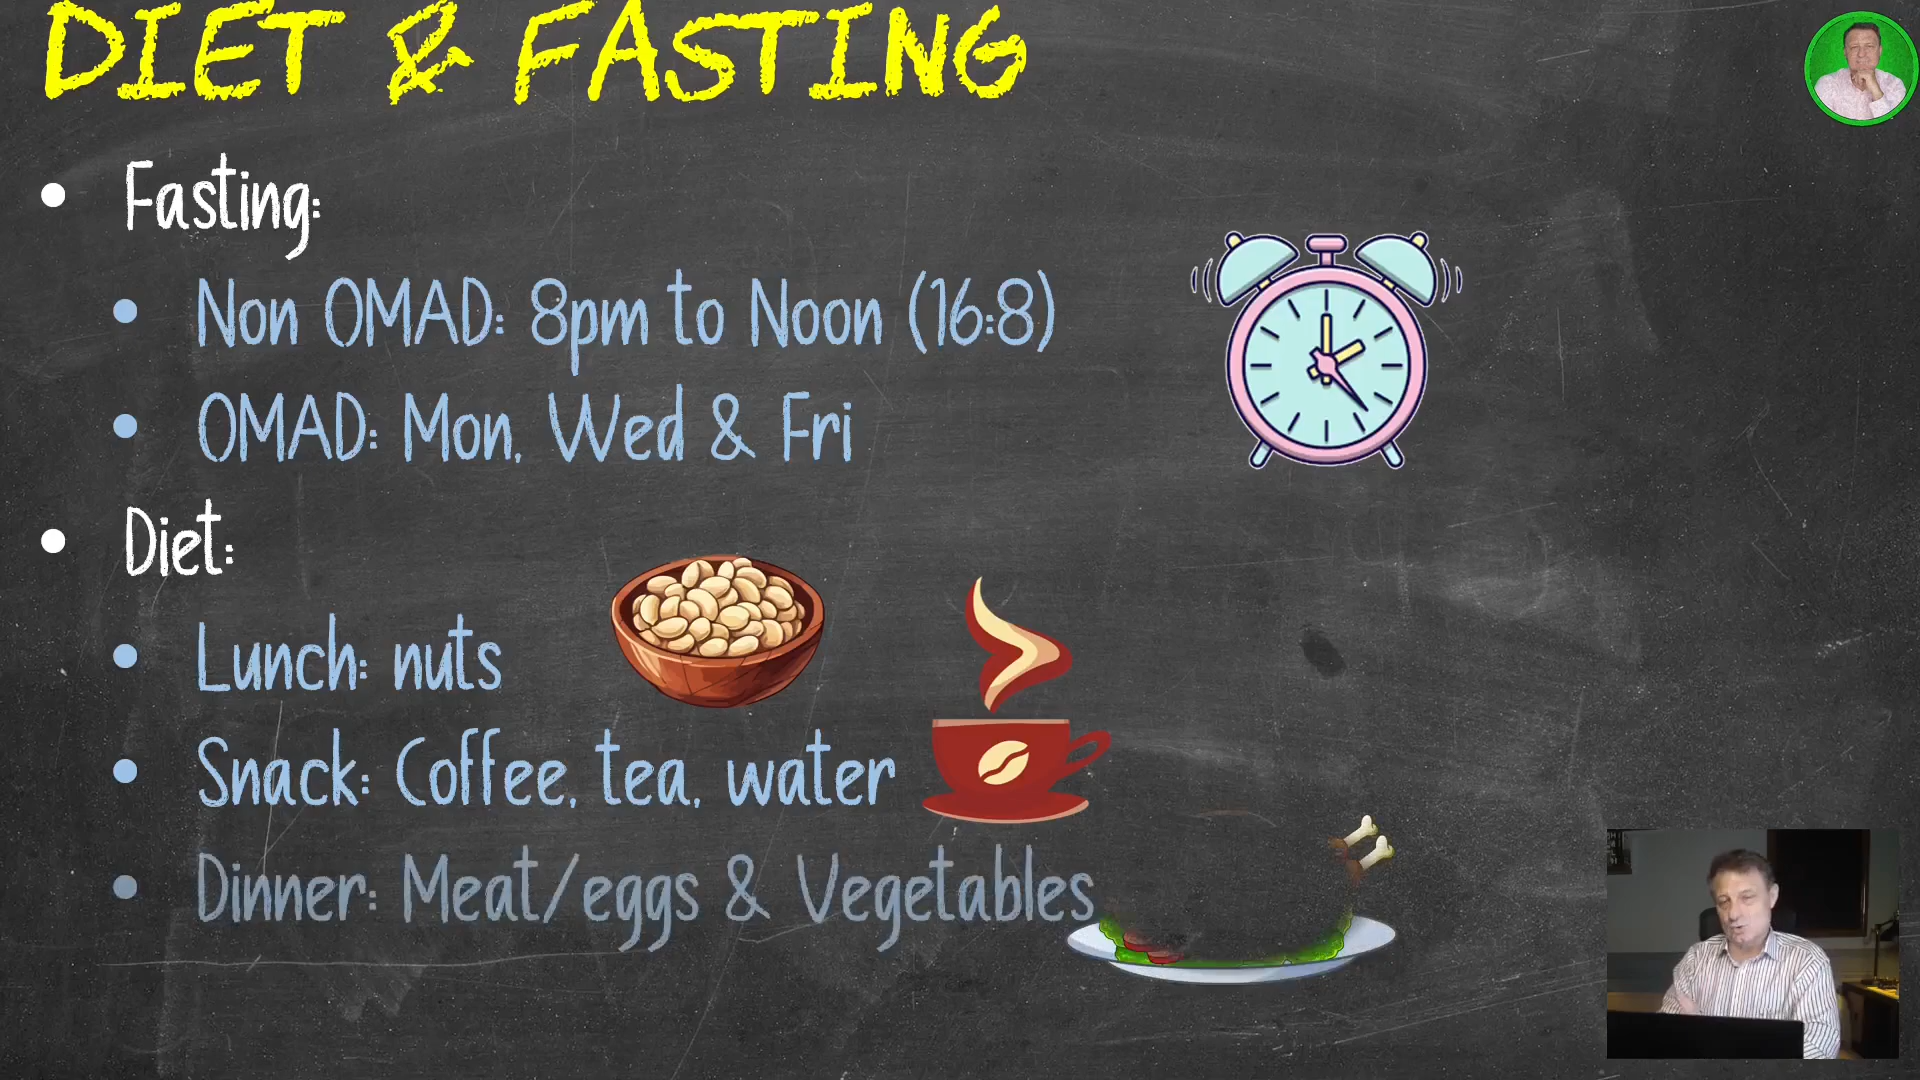 DIET & FASTING
Fasting:
Non OMAD: 8pm to Noon (16:8)
OMAD: Mon, Wed & Fri
Diet:
Lunch: nuts
Snack: Coffee, tea, water
Dinner: Meat/eggs & Vegetables